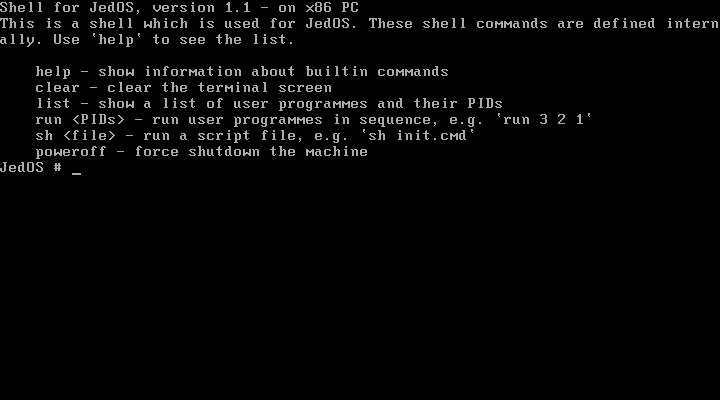 Shell for JedOS, version 1.1 - on x86 PC
This is a shell which is used for JedOS. These shell commands are defined intern
ally. Use `help` to see the list.
help - show information about builtin commands
clear - clear the terminal screen
list - show a list of user programmes and their PIDs
run <PIDs> - run user programmes in sequence, e.g. `run 3 2 1`
sh <file> - run a script file, e.g. `sh init.cmd`
poweroff - force shutdown the machine
JedOS # _